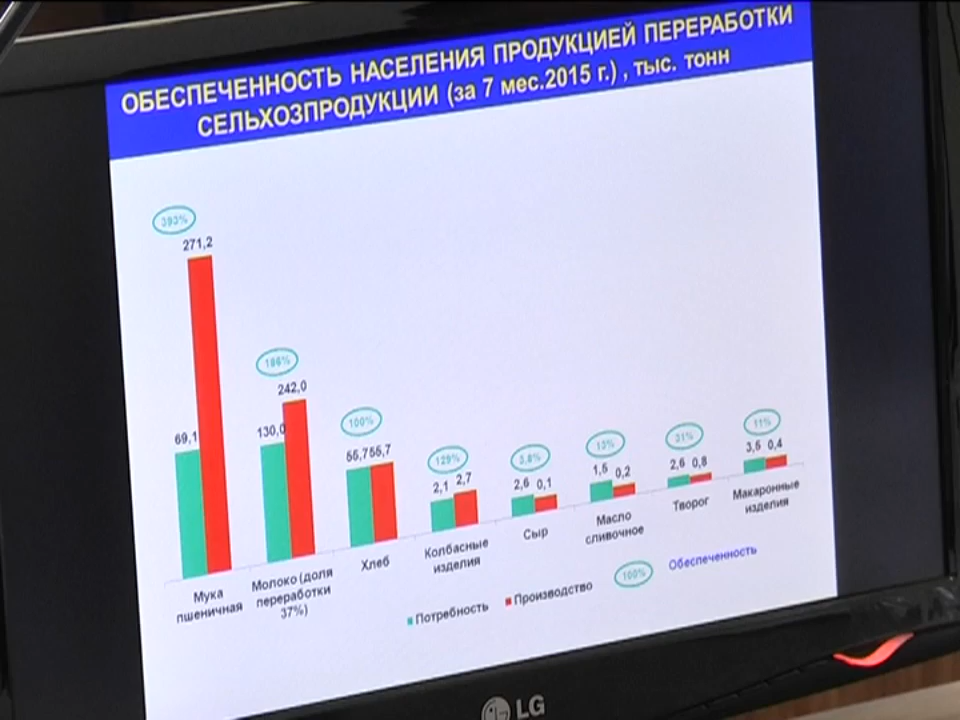 ОБЕСПЕЧЕННОСТЬ НАСЕЛЕНИЯ ПРОДУКЦИЕЙ ПЕРЕРАБОТКИ
СЕЛЬХОЗПРОДУКЦИИ (за 7 мес.2015 г.) , тыс. тонн
393%
271,2
69,1
186%
242,0
130,0
100%
55,7 55,7
129%
2,1 2,7
3,8%
2,6 0,1
13%
1,5 0,2
31%
2,6 0,8
11%
3,5 0,4
Мука
пшеничная
Молоко (доля
переработки
37%)
Хлеб
Колбасные
изделия
Сыр
Масло
сливочное
Творог
Макаронные
изделия
Потребность
Производство
100%
Обеспеченность
LG